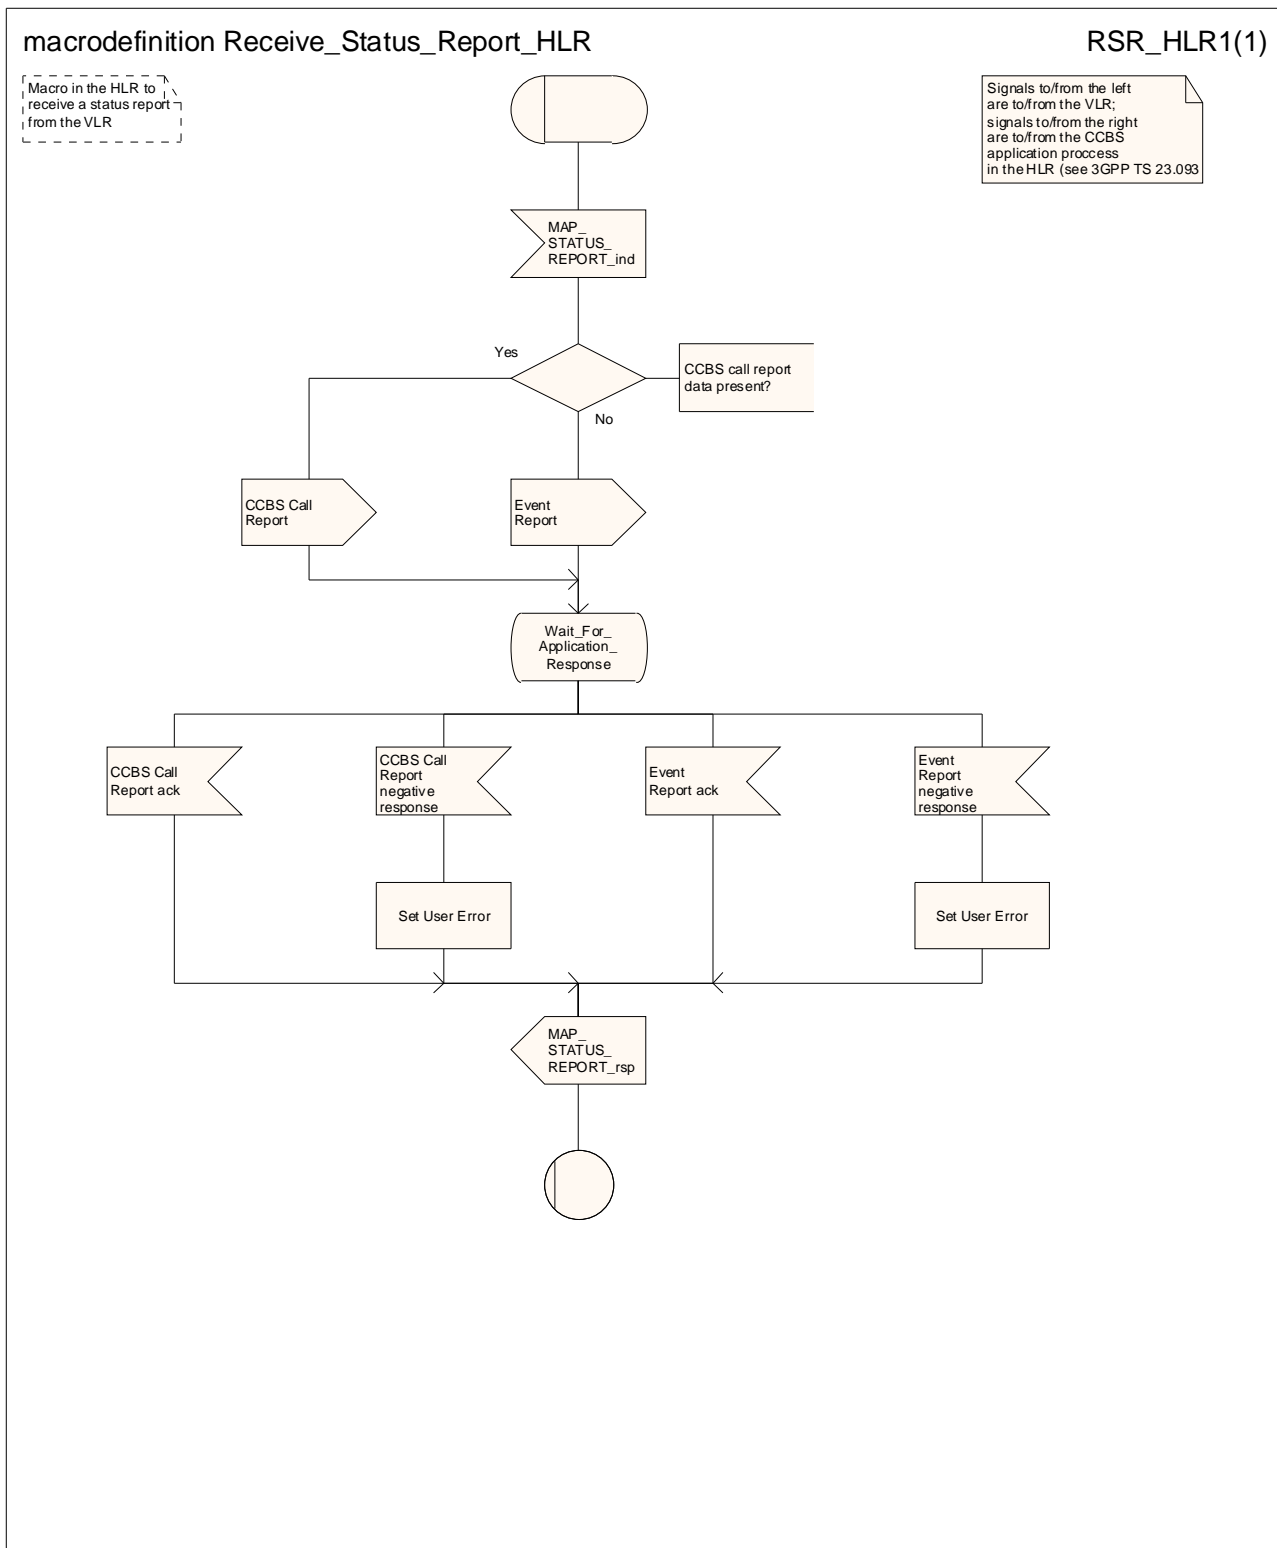 macrodefinition Receive_Status_Report_HLR
RSR_HLR1(1)
Macro in the HLR to
receive a status report
from the VLR
Signals to/from the left
are to/from the VLR;
signals to/from the right
are to/from the CCBS
application proccess
in the HLR (see 3GPP TS 23.093
MAP_
STATUS_
REPORT_ind
Yes
CCBS call report
data present?
No
CCBS Call
Report
Event
Report
Wait_For_
Application_
Response
CCBS Call
Report ack
CCBS Call
Report
negative
response
Event
Report ack
Event
Report
negative
response
Set User Error
Set User Error
MAP_
STATUS_
REPORT_rsp